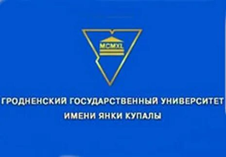 MCMXL
ГРОДНЕНСКИЙ ГОСУДАРСТВЕННЫЙ УНИВЕРСИТЕТ
ИМЕНИ ЯНКИ КУПАЛЫ